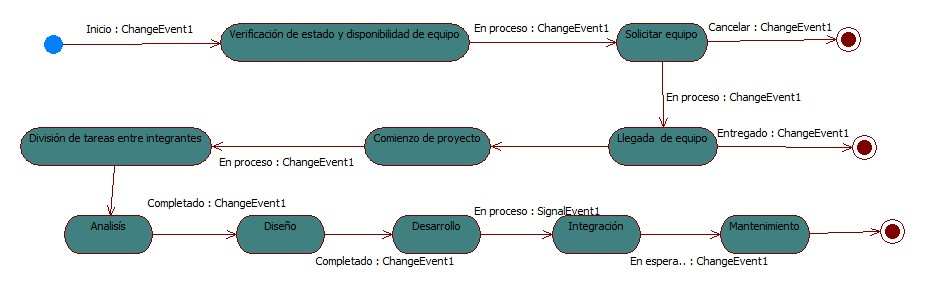 Inicio : ChangeEvent1
Verificación de estado y disponibilidad de equipo
En proceso : ChangeEvent1
Solicitar equipo
Cancelar : ChangeEvent1
En proceso : ChangeEvent1
División de tareas entre integrantes
En proceso : ChangeEvent1
Comienzo de proyecto
Llegada de equipo
Entregado : ChangeEvent1
Completado : ChangeEvent1
En proceso : SignalEvent1
Analisís
Diseño
Desarrollo
Integración
Mantenimiento
Completado : ChangeEvent1
En espera.. : ChangeEvent1